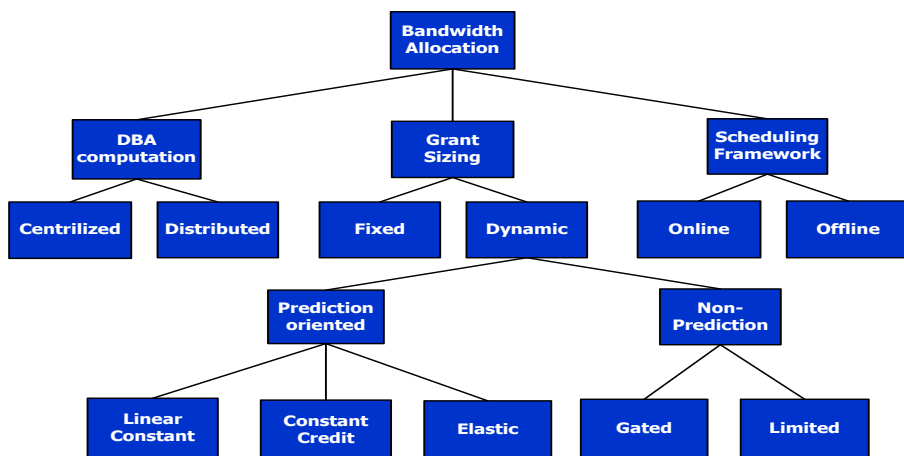 Bandwidth
Allocation
DBA
computation
Grant
Sizing
Scheduling
Framework
Centrilized
Distributed
Fixed
Dynamic
Online
Offline
Prediction
oriented
Non-
Prediction
Linear
Constant
Constant
Credit
Elastic
Gated
Limited